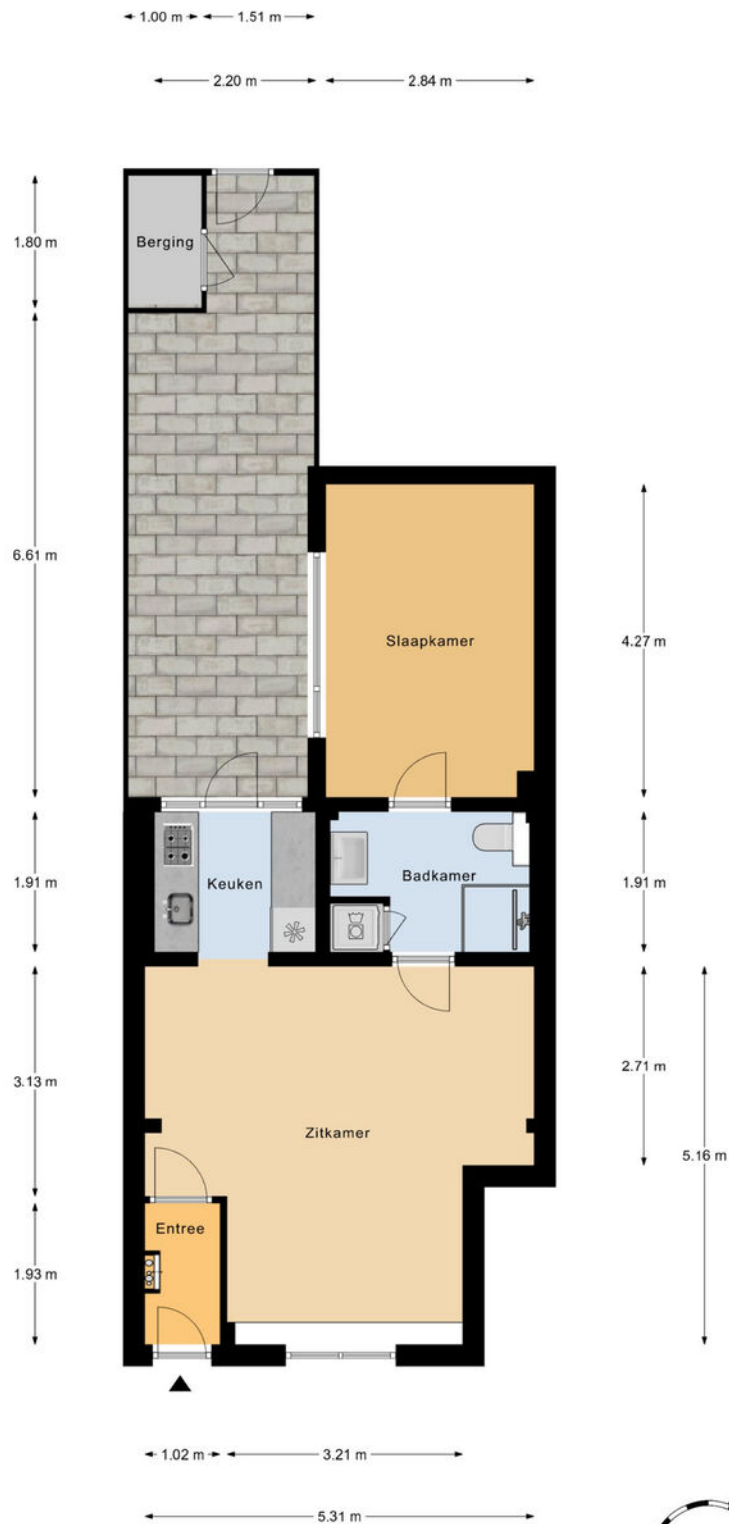 1.00 m
1.51 m
2.20 m
2.84 m
1.80 m
Berging
6.61 m
Slaapkamer
4.27 m
1.91 m
Keuken
Badkamer
1.91 m
3.13 m
2.71 m
Zitkamer
5.16 m
Entree
1.93 m
1.02 m
3.21 m
5.31 m